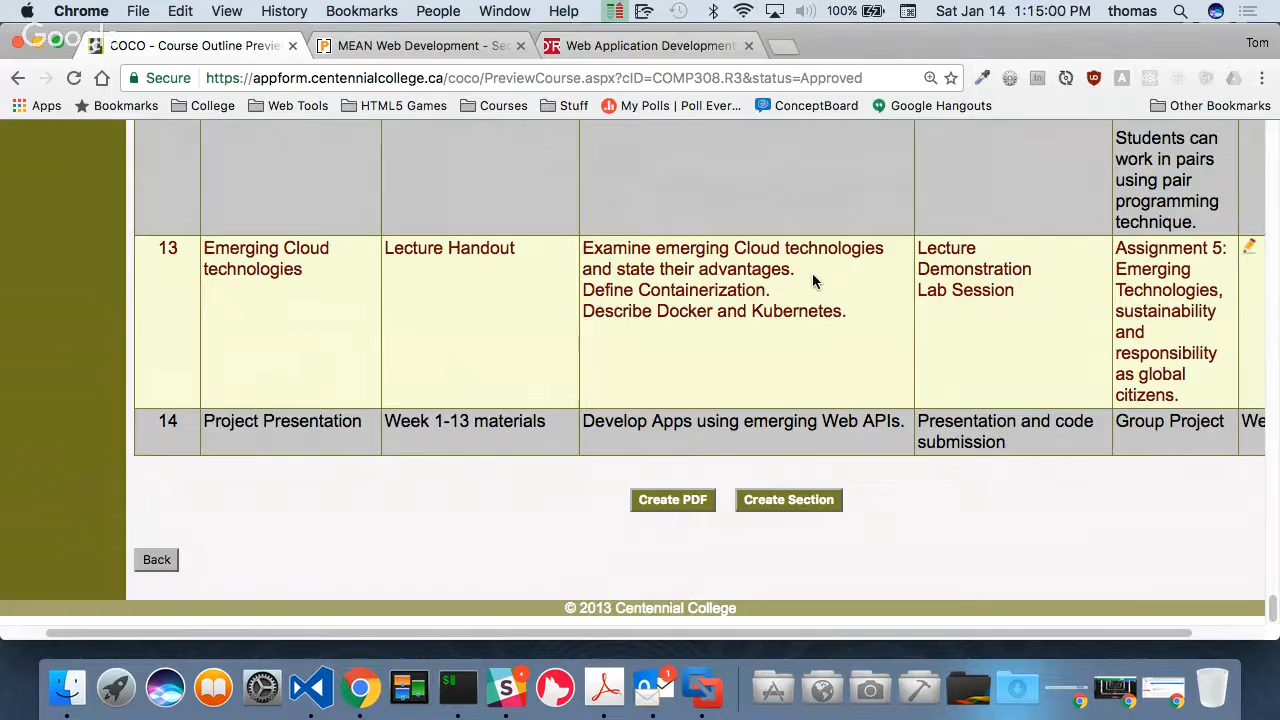 Chrome File Edit View History Bookmarks People Window Help 100% Sat Jan 14 1:15:00 PM thomas
Google
COCO - Course Outline Previe
MEAN Web Development - Sec
Web Application Development
Tom
Secure https://appform.centennialcollege.ca/coco/PreviewCourse.aspx?cID=COMP308.R3&status=Approved
Apps Bookmarks College Web Tools HTML5 Games Courses Stuff My Polls | Poll Ever... ConceptBoard Google Hangouts Other Bookmarks
Students can
work in pairs
using pair
programming
technique.
13
Emerging Cloud
technologies
Lecture Handout
Examine emerging Cloud technologies
and state their advantages.
Define Containerization.
Describe Docker and Kubernetes.
Lecture
Demonstration
Lab Session
Assignment 5:
Emerging
Technologies,
sustainability
and
responsibility
as global
citizens.
14
Project Presentation
Week 1-13 materials
Develop Apps using emerging Web APIs.
Presentation and code
submission
Group Project
We
Create PDF
Create Section
Back
© 2013 Centennial College